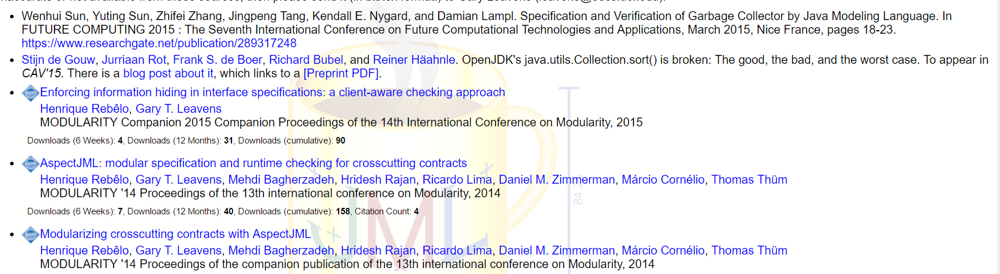 Wenhui Sun, Yuting Sun, Zhifei Zhang, Jingpeng Tang, Kendall E. Nygard, and Damian Lampl. Specification and Verification of Garbage Collector by Java Modeling Language. In
FUTURE COMPUTING 2015 : The Seventh International Conference on Future Computational Technologies and Applications, March 2015, Nice France, pages 18-23.
https://www.researchgate.net/publication/289317248
Stijn de Gouw, Jurriaan Rot, Frank S. de Boer, Richard Bubel, and Reiner Häahnle. OpenJDK's java.utils.Collection.sort() is broken: The good, the bad, and the worst case. To appear in
CAV'15. There is a blog post about it, which links to a [Preprint PDF].
Enforcing information hiding in interface specifications: a client-aware checking approach
Henrique Rebêlo, Gary T. Leavens
MODULARITY Companion 2015 Companion Proceedings of the 14th International Conference on Modularity, 2015
Downloads (6 Weeks): 4, Downloads (12 Months): 31, Downloads (cumulative): 90
AspectJML: modular specification and runtime checking for crosscutting contracts
Henrique Rebêlo, Gary T. Leavens, Mehdi Bagherzadeh, Hridesh Rajan, Ricardo Lima, Daniel M. Zimmerman, Márcio Cornélio, Thomas Thüm
MODULARITY '14 Proceedings of the 13th international conference on Modularity, 2014
Downloads (6 Weeks): 7, Downloads (12 Months): 40, Downloads (cumulative): 158, Citation Count: 4
Modularizing crosscutting contracts with AspectJML
Henrique Rebêlo, Gary T. Leavens, Mehdi Bagherzadeh, Hridesh Rajan, Ricardo Lima, Daniel M. Zimmerman, Márcio Cornélio, Thomas Thüm
MODULARITY '14 Proceedings of the companion publication of the 13th international conference on Modularity, 2014
JML